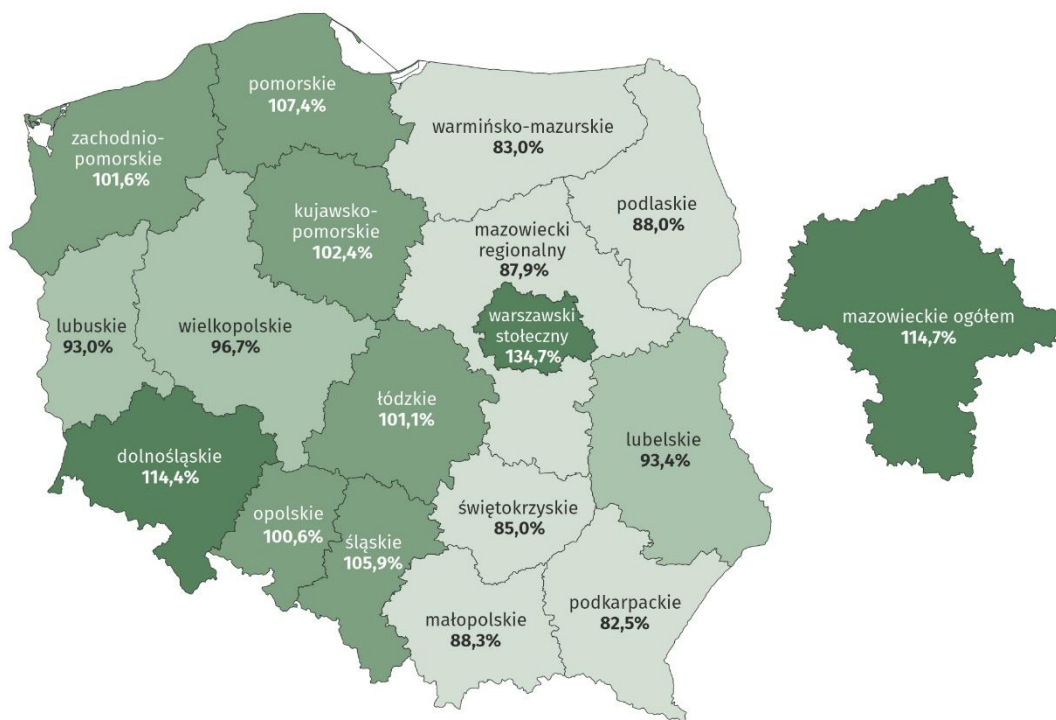 pomorskie
107,4%
zachodnio-
pomorskie
101,6%
warmińsko-mazurskie
83,0%
podlaskie
88,0%
kujawsko-
pomorskie
102,4%
mazowiecki
regionalny
87,9%
warszawski
stołeczny
134,7%
lubuskie
93,0%
wielkopolskie
96,7%
łódzkie
101,1%
lubelskie
93,4%
dolnośląskie
114,4%
opolskie
100,6%
śląskie
105,9%
świętokrzyskie
85,0%
małopolskie
88,3%
podkarpackie
82,5%
mazowieckie ogółem
114,7%